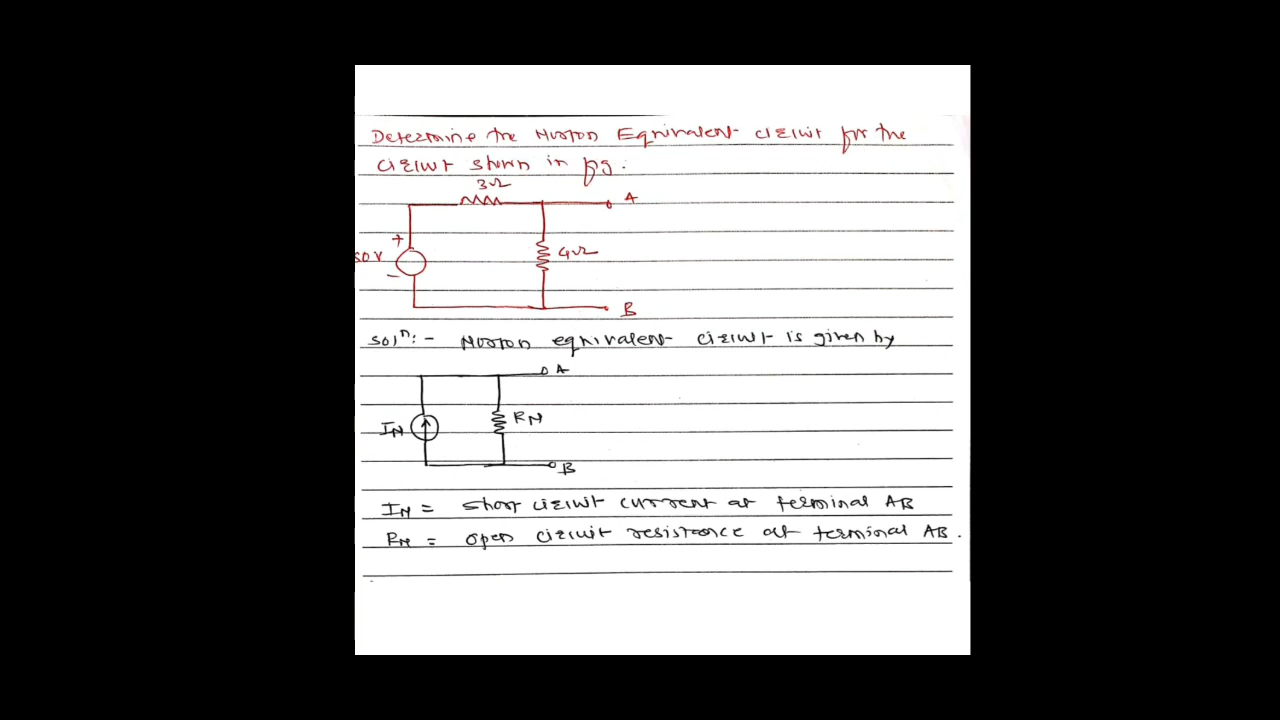 Determine the Norton Equivalent circuit for the
circuit shown in fig.
3Ω
A
+
50V
4Ω
-
B
Solⁿ:- Norton equivalent circuit is given by
A
IN
RN
B
IN = short circuit current at terminal AB
RN = open circuit resistance at terminal AB.